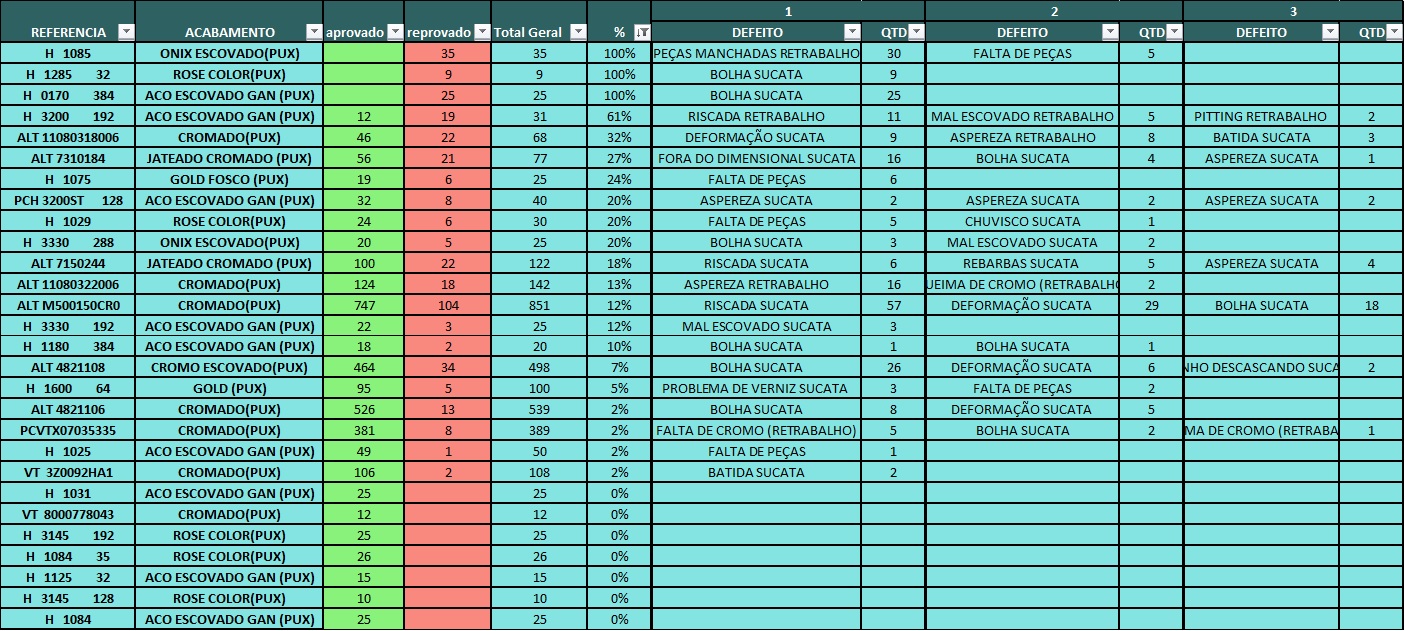 1 2 3
REFERENCIA ACABAMENTO aprovado reprovado Total Geral % DEFEITO QTD DEFEITO QTD DEFEITO QTD
H 1085 ONIX ESCOVADO(PUX) 35 35 100% PEÇAS MANCHADAS RETRABALHO 30 FALTA DE PEÇAS 5
H 1285 32 ROSE COLOR(PUX) 9 9 100% BOLHA SUCATA 9
H 0170 384 ACO ESCOVADO GAN (PUX) 25 25 100% BOLHA SUCATA 25
H 3200 192 ACO ESCOVADO GAN (PUX) 12 19 31 61% RISCADA RETRABALHO 11 MAL ESCOVADO RETRABALHO 5 PITTING RETRABALHO 2
ALT 11080318006 CROMADO(PUX) 46 22 68 32% DEFORMAÇÃO SUCATA 9 ASPEREZA RETRABALHO 8 BATIDA SUCATA 3
ALT 7310184 JATEADO CROMADO (PUX) 56 21 77 27% FORA DO DIMENSIONAL SUCATA 16 BOLHA SUCATA 4 ASPEREZA SUCATA 1
H 1075 GOLD FOSCO (PUX) 19 6 25 24% FALTA DE PEÇAS 6
PCH 3200ST 128 ACO ESCOVADO GAN (PUX) 32 8 40 20% ASPEREZA SUCATA 2 ASPEREZA SUCATA 2 ASPEREZA SUCATA 2
H 1029 ROSE COLOR(PUX) 24 6 30 20% FALTA DE PEÇAS 5 CHUVISCO SUCATA 1
H 3330 288 ONIX ESCOVADO(PUX) 20 5 25 20% BOLHA SUCATA 3 MAL ESCOVADO SUCATA 2
ALT 7150244 JATEADO CROMADO (PUX) 100 22 122 18% RISCADA SUCATA 6 REBARBAS SUCATA 5 ASPEREZA SUCATA 4
ALT 11080322006 CROMADO(PUX) 124 18 142 13% ASPEREZA RETRABALHO 16 UEIMA DE CROMO (RETRABALHO 2
ALT M500150CR0 CROMADO(PUX) 747 104 851 12% RISCADA SUCATA 57 DEFORMAÇÃO SUCATA 29 BOLHA SUCATA 18
H 3330 192 ACO ESCOVADO GAN (PUX) 22 3 25 12% MAL ESCOVADO SUCATA 3
H 1180 384 ACO ESCOVADO GAN (PUX) 18 2 20 10% BOLHA SUCATA 1 BOLHA SUCATA 1
ALT 4821108 CROMO ESCOVADO(PUX) 464 34 498 7% BOLHA SUCATA 26 DEFORMAÇÃO SUCATA 6 NHO DESCASCANDO SUCA 2
H 1600 64 GOLD (PUX) 95 5 100 5% PROBLEMA DE VERNIZ SUCATA 3 FALTA DE PEÇAS 2
ALT 4821106 CROMADO(PUX) 526 13 539 2% BOLHA SUCATA 8 DEFORMAÇÃO SUCATA 5
PCVTX07035335 CROMADO(PUX) 381 8 389 2% FALTA DE CROMO (RETRABALHO) 5 BOLHA SUCATA 2 MA DE CROMO (RETRABA 1
H 1025 ACO ESCOVADO GAN (PUX) 49 1 50 2% FALTA DE PEÇAS 1
VT 3Z0092HA1 CROMADO(PUX) 106 2 108 2% BATIDA SUCATA 2
H 1031 ACO ESCOVADO GAN (PUX) 25 25 0%
VT 8000778043 CROMADO(PUX) 12 12 0%
H 3145 192 ROSE COLOR(PUX) 25 25 0%
H 1084 35 ROSE COLOR(PUX) 26 26 0%
H 1125 32 ACO ESCOVADO GAN (PUX) 15 15 0%
H 3145 128 ROSE COLOR(PUX) 10 10 0%
H 1084 ACO ESCOVADO GAN (PUX) 25 25 0%